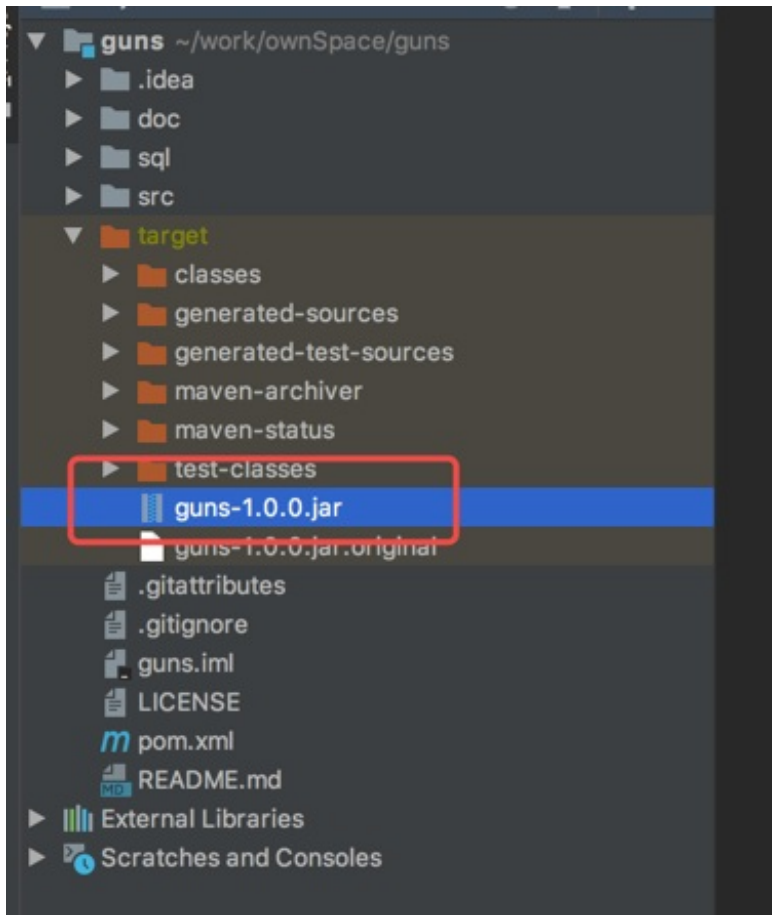 guns ~/work/ownSpace/guns
.idea
doc
sql
src
target
classes
generated-sources
generated-test-sources
maven-archiver
maven-status
test-classes
guns-1.0.0.jar
guns-1.0.0.jar.original
.gitattributes
.gitignore
guns.iml
LICENSE
m pom.xml
MD README.md
External Libraries
Scratches and Consoles